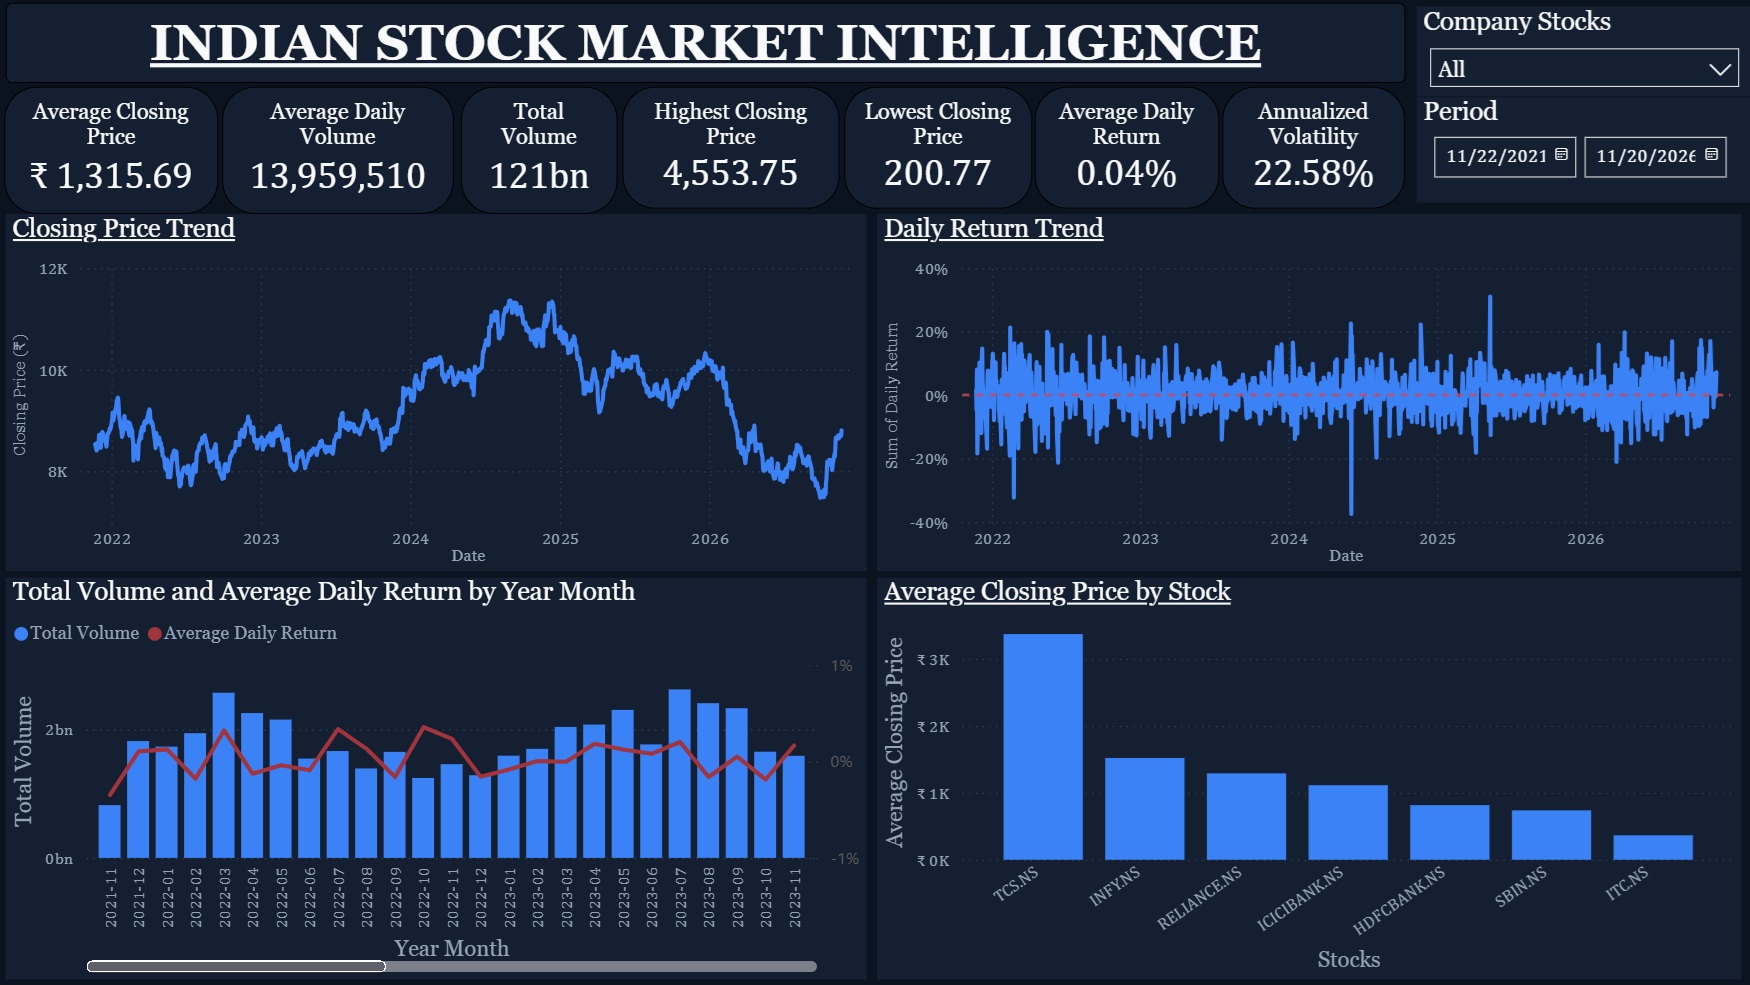 INDIAN STOCK MARKET INTELLIGENCE
Company Stocks
All
Period
11/22/2021
11/20/2026
Average Closing
Price
₹ 1,315.69
Average Daily
Volume
13,959,510
Total
Volume
121bn
Highest Closing
Price
4,553.75
Lowest Closing
Price
200.77
Average Daily
Return
0.04%
Annualized
Volatility
22.58%
Closing Price Trend
Closing Price (₹)
12K
10K
8K
2022
2023
2024
2025
2026
Date
Daily Return Trend
Sum of Daily Return
40%
20%
0%
-20%
-40%
2022
2023
2024
2025
2026
Date
Total Volume and Average Daily Return by Year Month
Total Volume
Average Daily Return
Total Volume
2bn
0bn
1%
0%
-1%
2021-11
2021-12
2022-01
2022-02
2022-03
2022-04
2022-05
2022-06
2022-07
2022-08
2022-09
2022-10
2022-11
2022-12
2023-01
2023-02
2023-03
2023-04
2023-05
2023-06
2023-07
2023-08
2023-09
2023-10
2023-11
Year Month
Average Closing Price by Stock
Average Closing Price
₹ 3K
₹ 2K
₹ 1K
₹ 0K
TCS.NS
INFY.NS
RELIANCE.NS
ICICIBANK.NS
HDFCBANK.NS
SBIN.NS
ITC.NS
Stocks